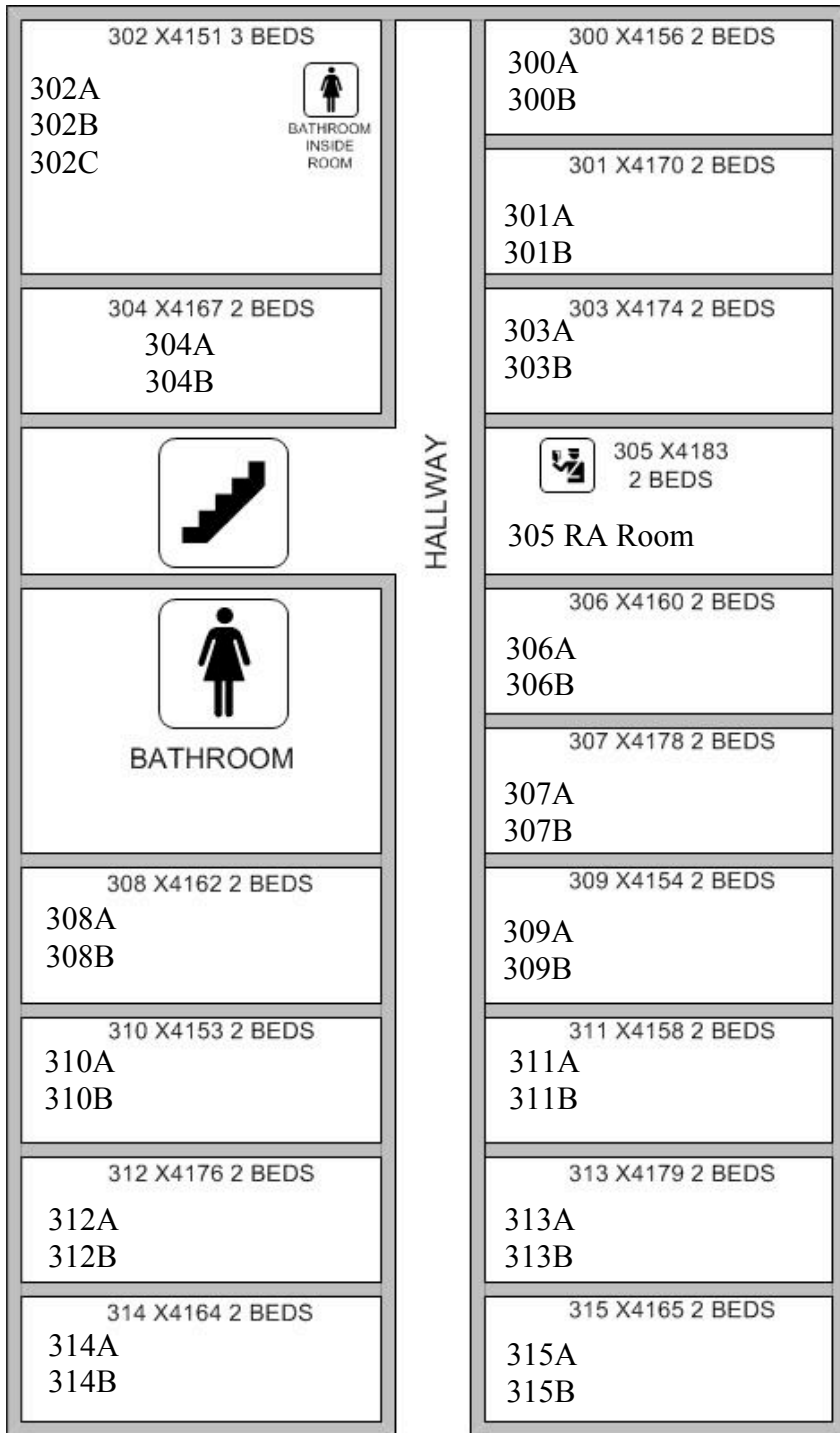 302 X4151 3 BEDS
302A
302B
302C
BATHROOM
INSIDE
ROOM
304 X4167 2 BEDS
304A
304B
BATHROOM
308 X4162 2 BEDS
308A
308B
310 X4153 2 BEDS
310A
310B
312 X4176 2 BEDS
312A
312B
314 X4164 2 BEDS
314A
314B
HALLWAY
300 X4156 2 BEDS
300A
300B
301 X4170 2 BEDS
301A
301B
303 X4174 2 BEDS
303A
303B
305 X4183
2 BEDS
305 RA Room
306 X4160 2 BEDS
306A
306B
307 X4178 2 BEDS
307A
307B
309 X4154 2 BEDS
309A
309B
311 X4158 2 BEDS
311A
311B
313 X4179 2 BEDS
313A
313B
315 X4165 2 BEDS
315A
315B